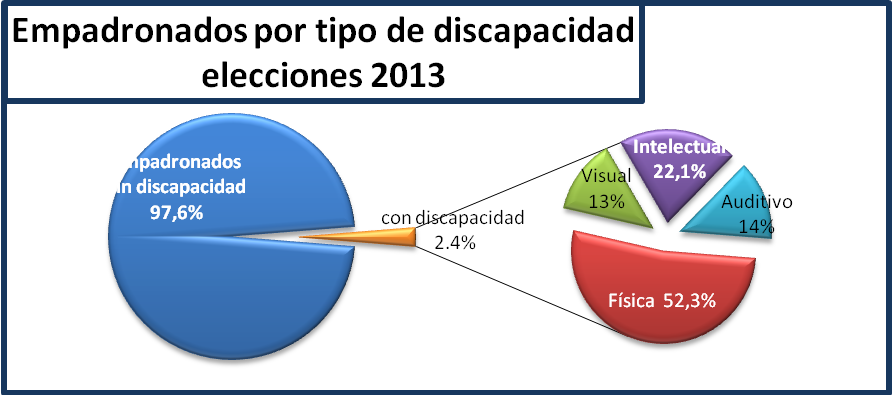 Empadronados por tipo de discapacidad
elecciones 2013
mpadronados
n discapacidad
97,6%
con discapacidad
2.4%
Visual
13%
Intelectual
22,1%
Auditivo
14%
Física 52,3%